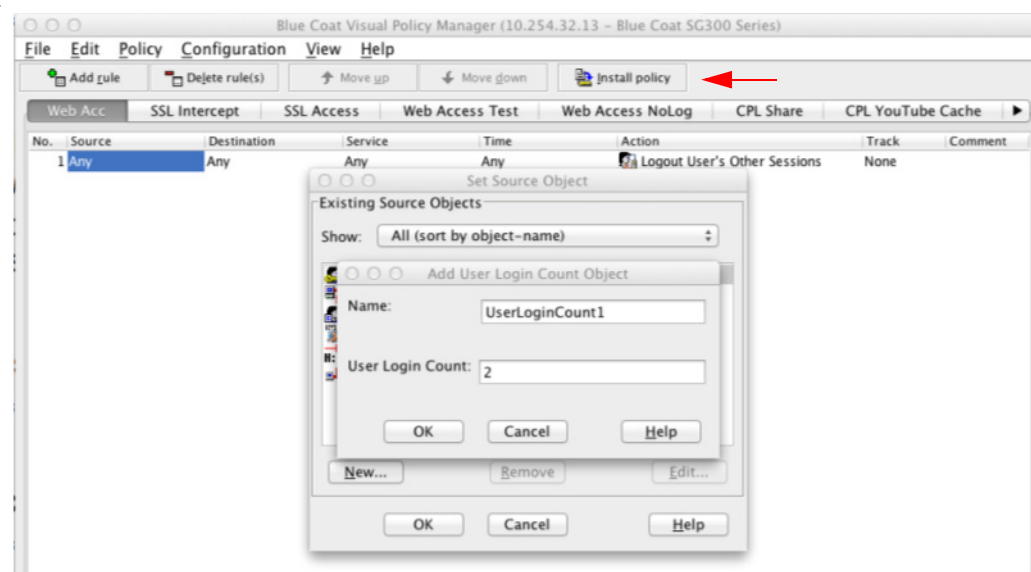 Blue Coat Visual Policy Manager (10.254.32.13 – Blue Coat SG300 Series)
File Edit Policy Configuration View Help
Add rule Delete rule(s) Move up Move down Install policy
Web Acc SSL Intercept SSL Access Web Access Test Web Access NoLog CPL Share CPL YouTube Cache
No. Source Destination Service Time Action Track Comment
1 Any Any Any Any Logout User's Other Sessions None
Set Source Object
Existing Source Objects
Show: All (sort by object-name)
Add User Login Count Object
Name: UserLoginCount1
H:
User Login Count: 2
OK Cancel Help
New... Remove Edit...
OK Cancel Help